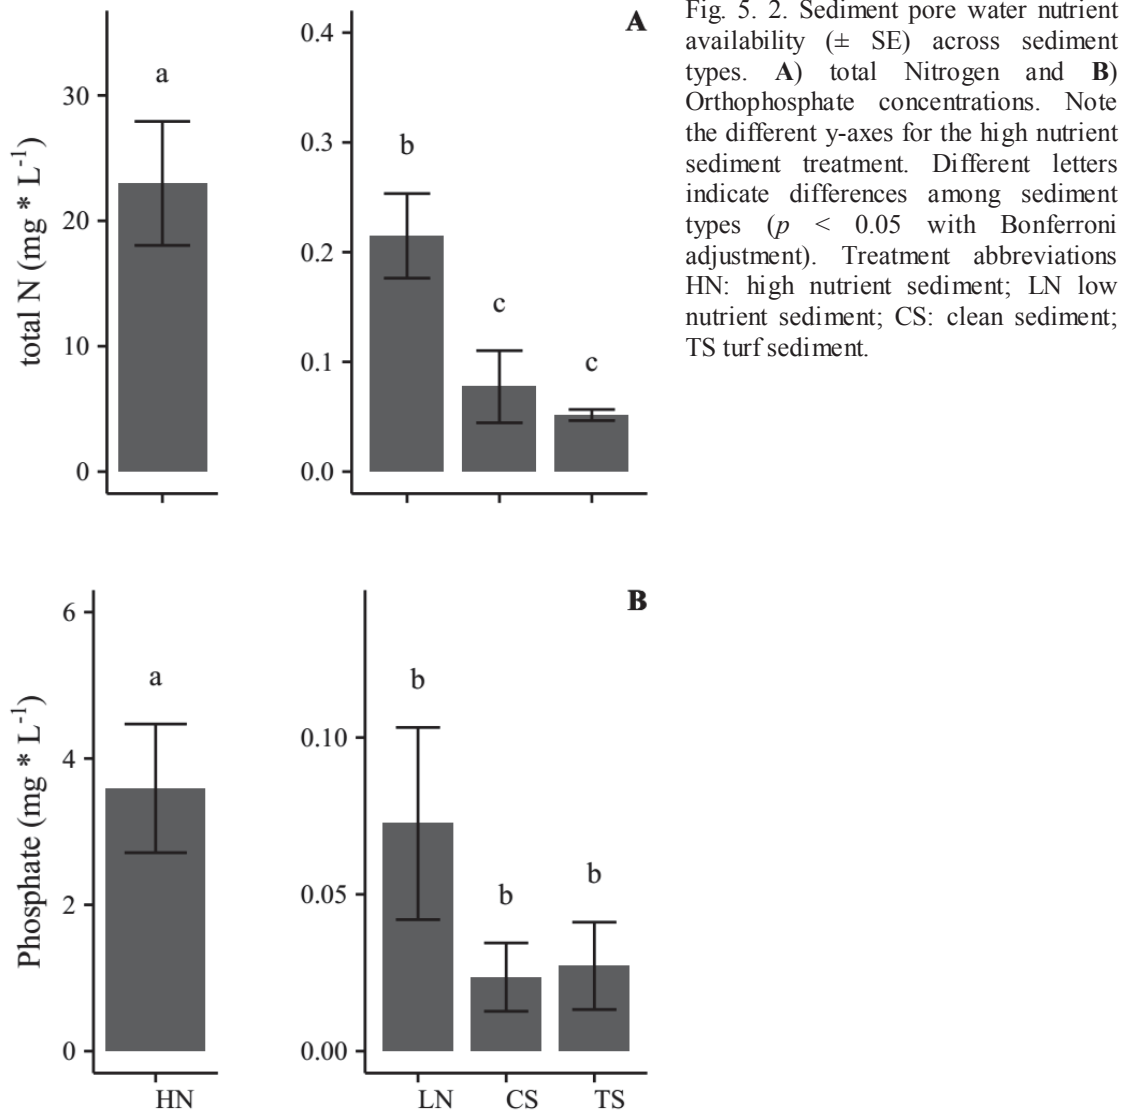 Fig. 5. 2. Sediment pore water nutrient
availability (± SE) across sediment
types. A) total Nitrogen and B)
Orthophosphate concentrations. Note
the different y-axes for the high nutrient
sediment treatment. Different letters
indicate differences among sediment
types (p < 0.05 with Bonferroni
adjustment). Treatment abbreviations
HN: high nutrient sediment; LN low
nutrient sediment; CS: clean sediment;
TS turf sediment.
A
total N (mg * L⁻¹)
30
20
10
0
a
0.4
0.3
0.2
0.1
0.0
b
c
c
B
Phosphate (mg * L⁻¹)
6
4
2
0
a
0.10
0.05
0.00
b
b
b
HN
LN CS TS